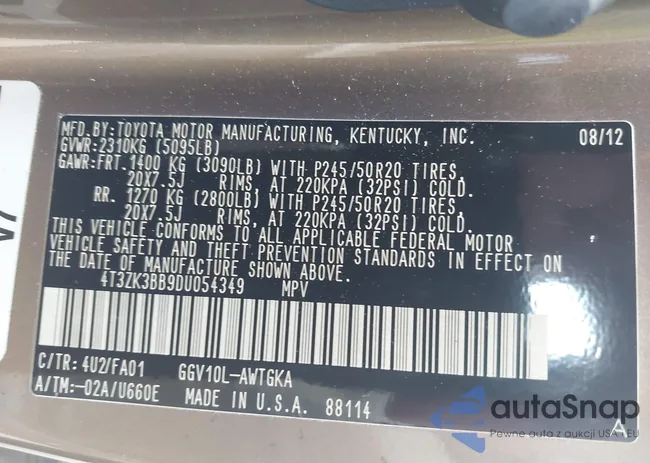 MFD.BY:TOYOTA MOTOR MANUFACTURING, KENTUCKY, INC. 08/12
GVWR:2310KG (5095LB)
GAWR:FRT.1400 KG (3090LB) WITH P245/50R20 TIRES,
20X7.5J RIMS, AT 220KPA (32PSI) COLD.
RR. 1270 KG (2800LB) WITH P245/50R20 TIRES,
20X7.5J RIMS, AT 220KPA (32PSI) COLD.
THIS VEHICLE CONFORMS TO ALL APPLICABLE FEDERAL MOTOR
VEHICLE SAFETY AND THEFT PREVENTION STANDARDS IN EFFECT ON
THE DATE OF MANUFACTURE SHOWN ABOVE.
4T3ZK3BB9DU054349 MPV
C/TR: 4U2/FA01 GGV10L-AWTGKA
A/TM:-02A/U660E MADE IN U.S.A. 88114
A
autaSnap
Pewne auta z aukcji USA i EU